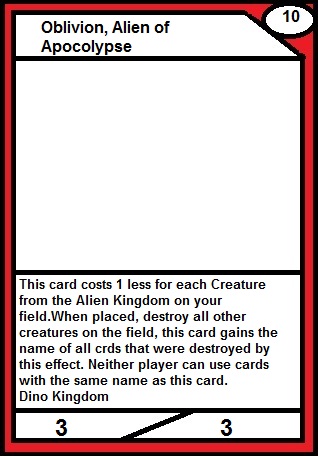 10
Oblivion, Alien of
Apocolypse
This card costs 1 less for each Creature
from the Alien Kingdom on your
field.When placed, destroy all other
creatures on the field, this card gains the
name of all crds that were destroyed by
this effect. Neither player can use cards
with the same name as this card.
Dino Kingdom
3 3